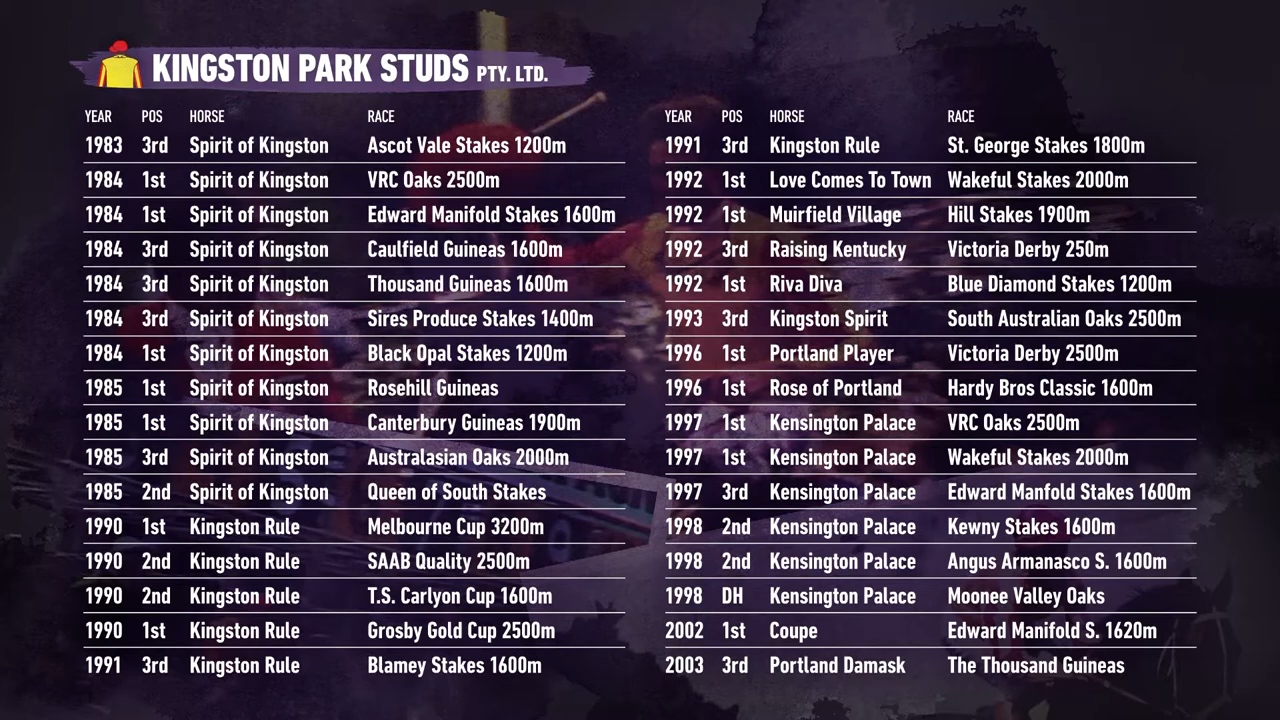 KINGSTON PARK STUDS PTY. LTD.
YEAR POS HORSE RACE
1983 3rd Spirit of Kingston Ascot Vale Stakes 1200m
1984 1st Spirit of Kingston VRC Oaks 2500m
1984 1st Spirit of Kingston Edward Manifold Stakes 1600m
1984 3rd Spirit of Kingston Caulfield Guineas 1600m
1984 3rd Spirit of Kingston Thousand Guineas 1600m
1984 3rd Spirit of Kingston Sires Produce Stakes 1400m
1984 1st Spirit of Kingston Black Opal Stakes 1200m
1985 1st Spirit of Kingston Rosehill Guineas
1985 1st Spirit of Kingston Canterbury Guineas 1900m
1985 3rd Spirit of Kingston Australasian Oaks 2000m
1985 2nd Spirit of Kingston Queen of South Stakes
1990 1st Kingston Rule Melbourne Cup 3200m
1990 2nd Kingston Rule SAAB Quality 2500m
1990 2nd Kingston Rule T.S. Carlyon Cup 1600m
1990 1st Kingston Rule Grosby Gold Cup 2500m
1991 3rd Kingston Rule Blamey Stakes 1600m
YEAR POS HORSE RACE
1991 3rd Kingston Rule St. George Stakes 1800m
1992 1st Love Comes To Town Wakeful Stakes 2000m
1992 1st Muirfield Village Hill Stakes 1900m
1992 3rd Raising Kentucky Victoria Derby 250m
1992 1st Riva Diva Blue Diamond Stakes 1200m
1993 3rd Kingston Spirit South Australian Oaks 2500m
1996 1st Portland Player Victoria Derby 2500m
1996 1st Rose of Portland Hardy Bros Classic 1600m
1997 1st Kensington Palace VRC Oaks 2500m
1997 1st Kensington Palace Wakeful Stakes 2000m
1997 3rd Kensington Palace Edward Manfold Stakes 1600m
1998 2nd Kensington Palace Kewny Stakes 1600m
1998 2nd Kensington Palace Angus Armanasco S. 1600m
1998 DH Kensington Palace Moonee Valley Oaks
2002 1st Coupe Edward Manifold S. 1620m
2003 3rd Portland Damask The Thousand Guineas